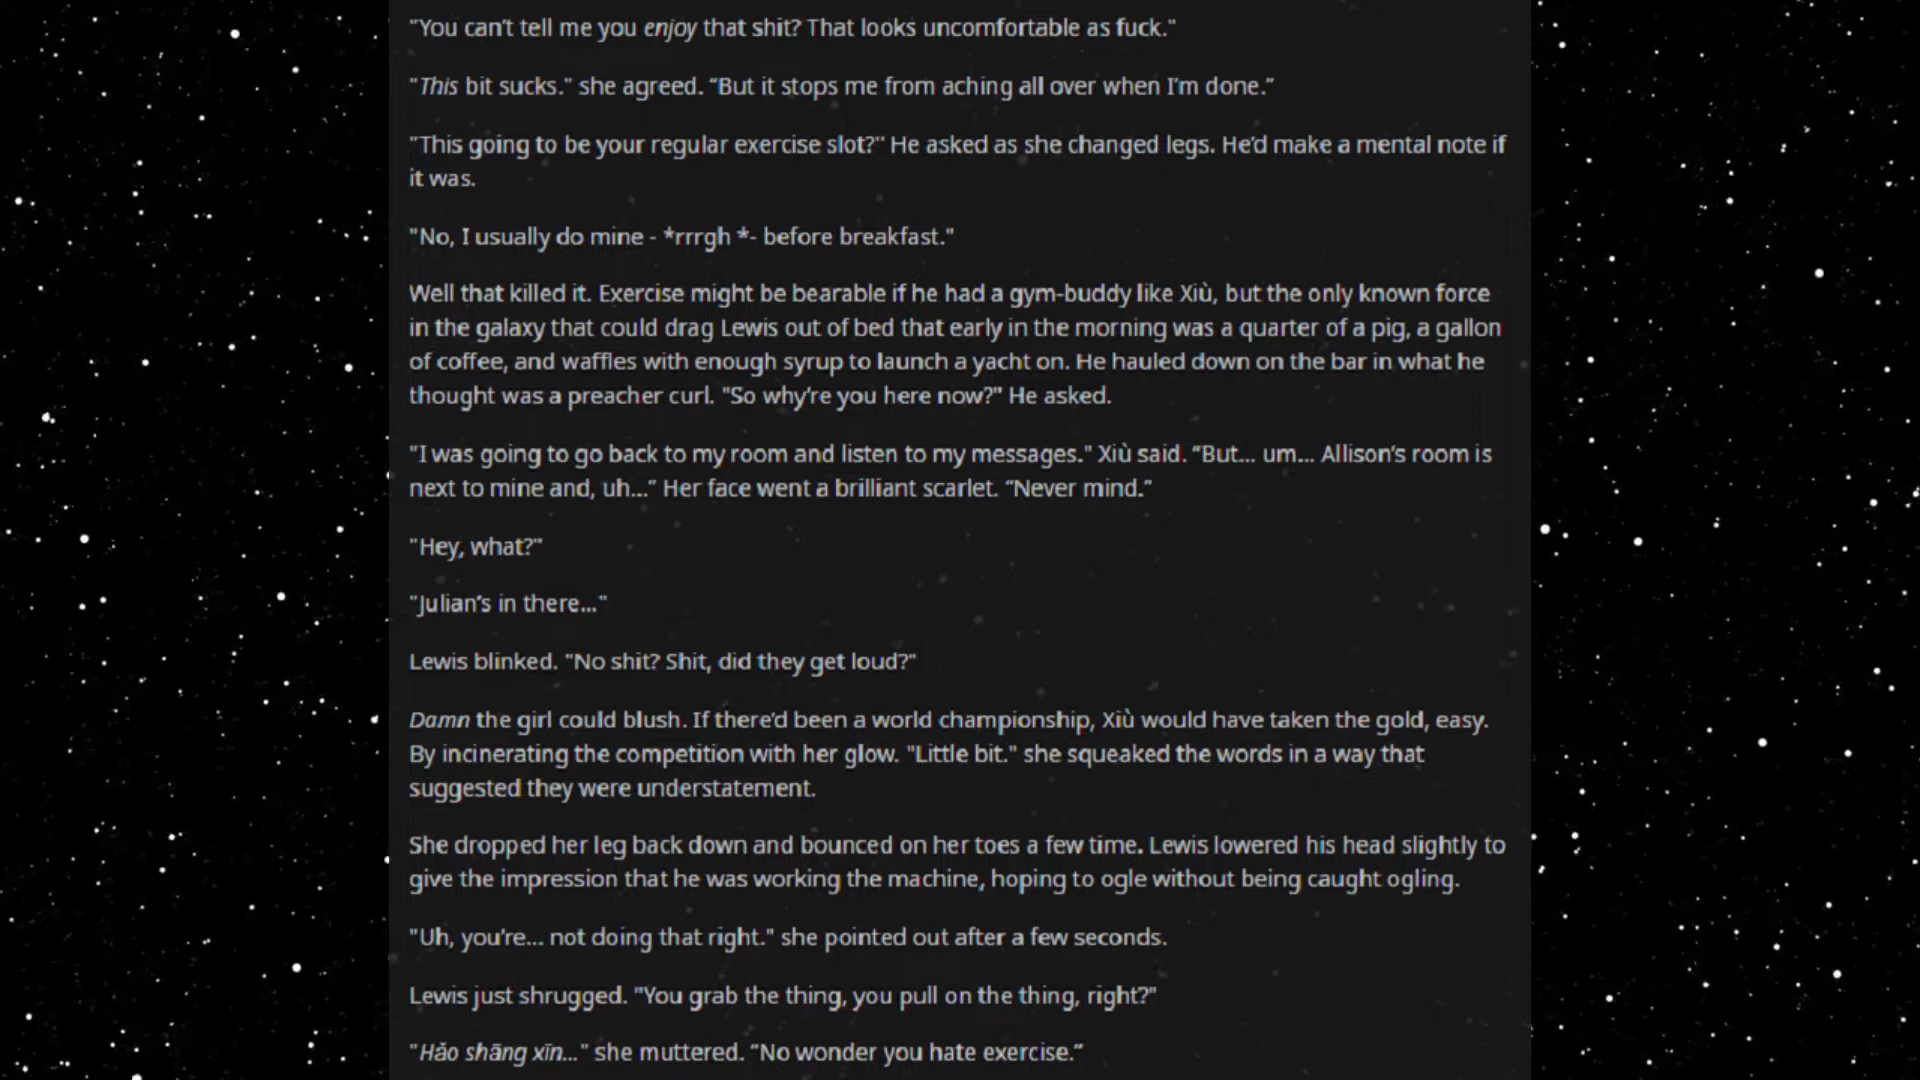 "You can't tell me you enjoy that shit? That looks uncomfortable as fuck."
"This bit sucks." she agreed. “But it stops me from aching all over when I’m done.”
"This going to be your regular exercise slot?" He asked as she changed legs. He’d make a mental note if
it was.
"No, I usually do mine - *rrrgh *- before breakfast."
Well that killed it. Exercise might be bearable if he had a gym-buddy like Xiù, but the only known force
in the galaxy that could drag Lewis out of bed that early in the morning was a quarter of a pig, a gallon
of coffee, and waffles with enough syrup to launch a yacht on. He hauled down on the bar in what he
thought was a preacher curl. "So why’re you here now?" He asked.
"I was going to go back to my room and listen to my messages." Xiù said. “But... um... Allison’s room is
next to mine and, uh...” Her face went a brilliant scarlet. “Never mind.”
"Hey, what?"
"Julian’s in there..."
Lewis blinked. "No shit? Shit, did they get loud?"
Damn the girl could blush. If there’d been a world championship, Xiù would have taken the gold, easy.
By incinerating the competition with her glow. "Little bit." she squeaked the words in a way that
suggested they were understatement.
She dropped her leg back down and bounced on her toes a few time. Lewis lowered his head slightly to
give the impression that he was working the machine, hoping to ogle without being caught ogling.
"Uh, you’re... not doing that right." she pointed out after a few seconds.
Lewis just shrugged. "You grab the thing, you pull on the thing, right?"
"Hǎo shāng xīn..." she muttered. “No wonder you hate exercise.”